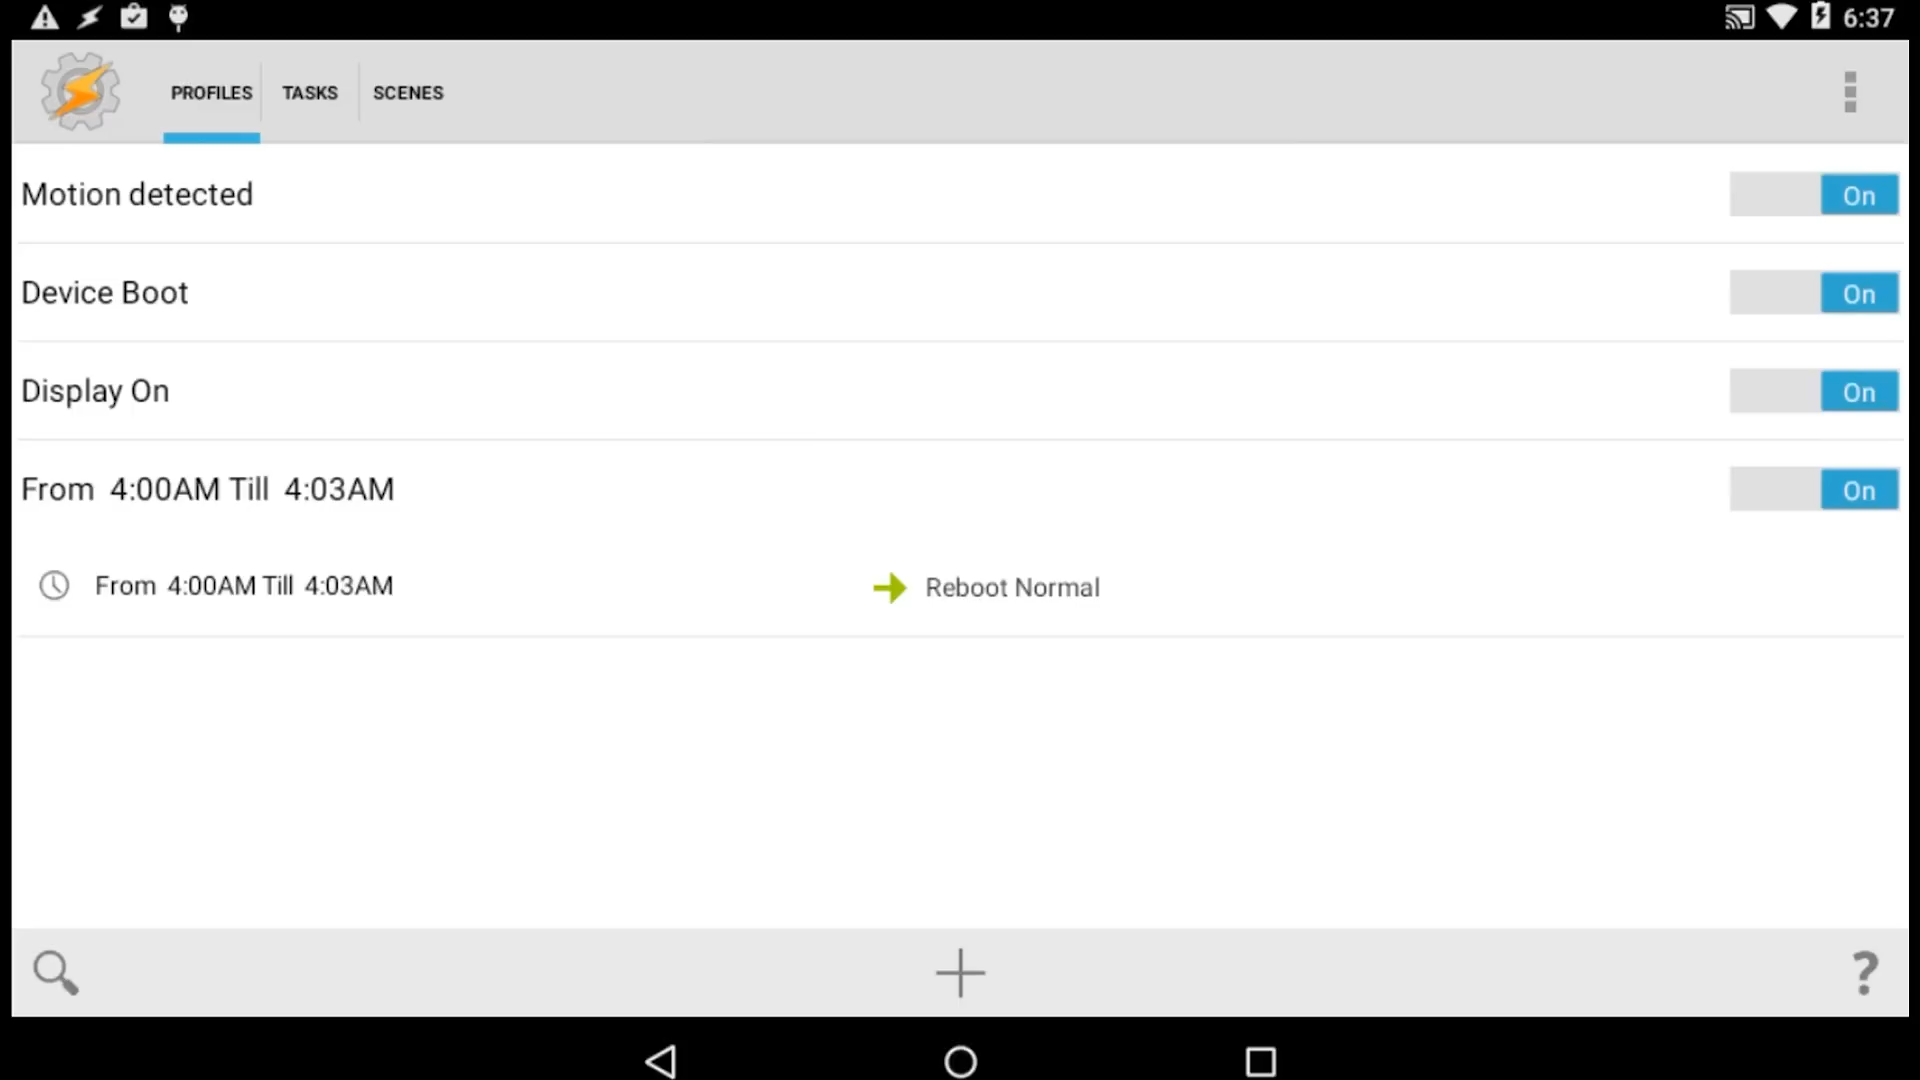 6:37
PROFILES TASKS SCENES
Motion detected On
Device Boot On
Display On On
From 4:00AM Till 4:03AM On
From 4:00AM Till 4:03AM Reboot Normal
?